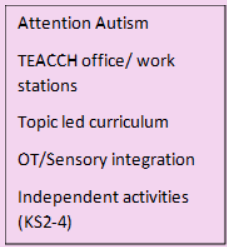 Attention Autism
TEACCH office/ work
stations
Topic led curriculum
OT/Sensory integration
Independent activities
(KS2-4)